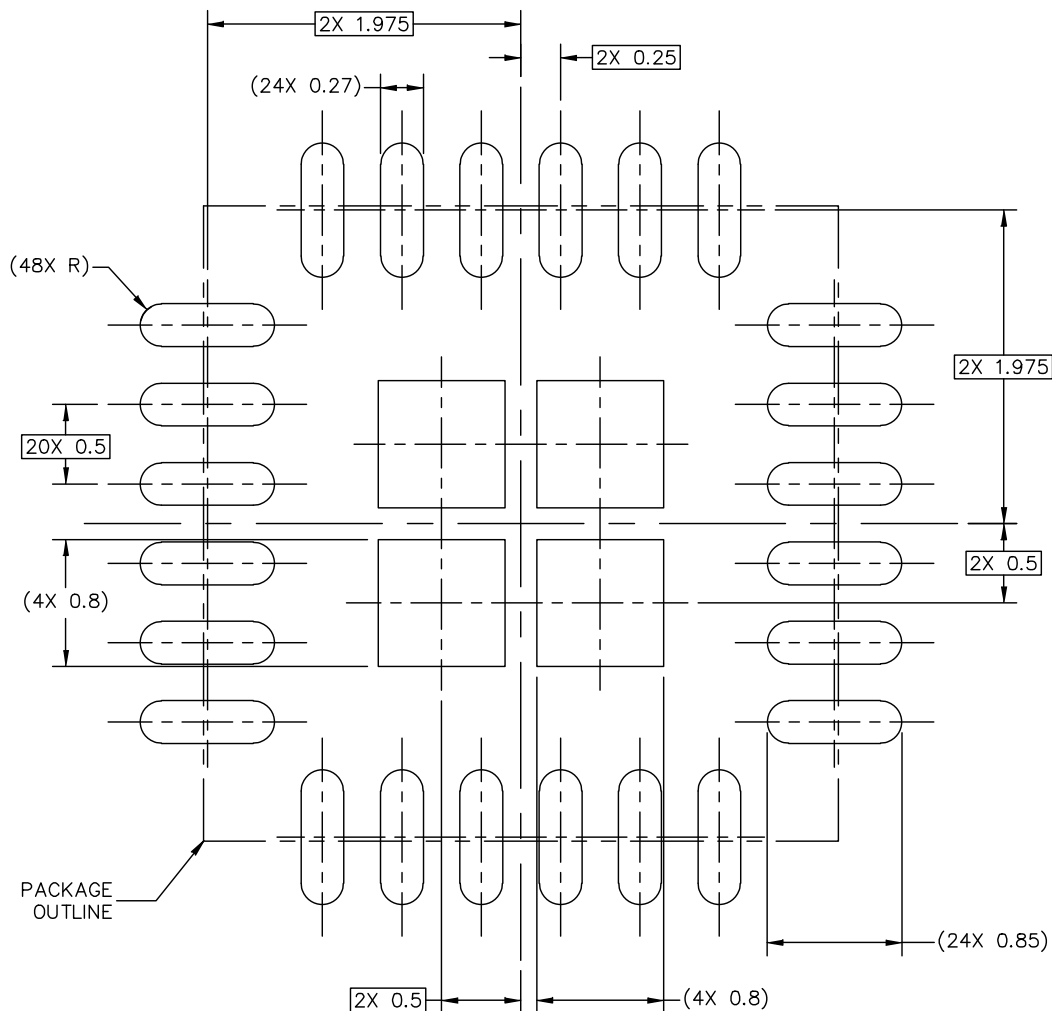 2X 1.975
2X 0.25
(24X 0.27)
(48X R)
2X 1.975
20X 0.5
2X 0.5
(4X 0.8)
PACKAGE
OUTLINE
(24X 0.85)
2X 0.5
(4X 0.8)